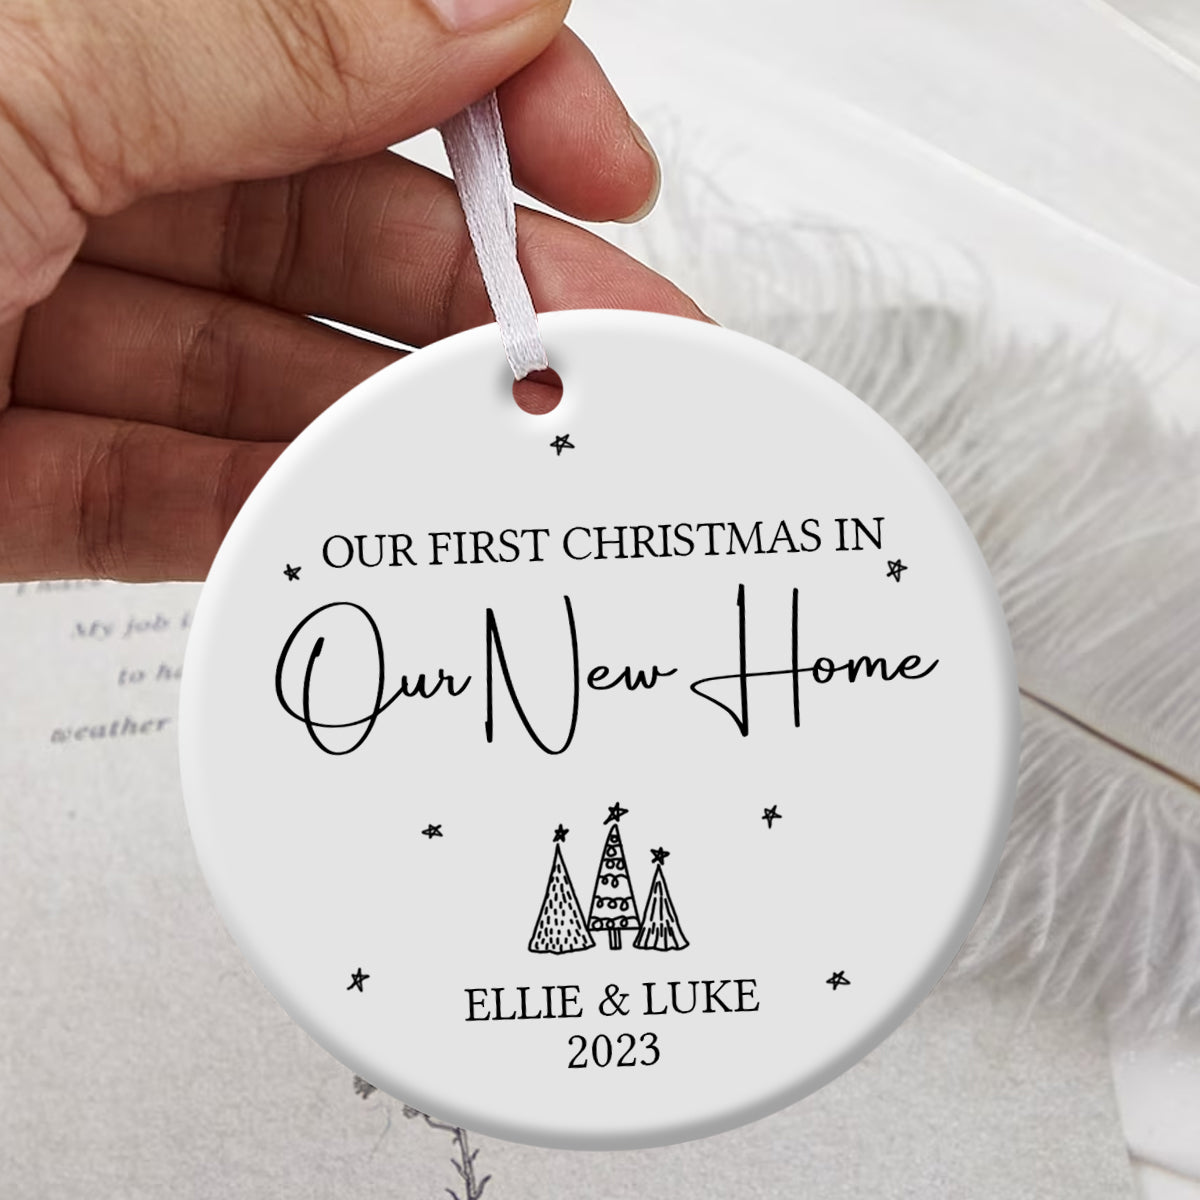 OUR FIRST CHRISTMAS IN
Our New Home
ELLIE & LUKE
2023
My job
to
weather